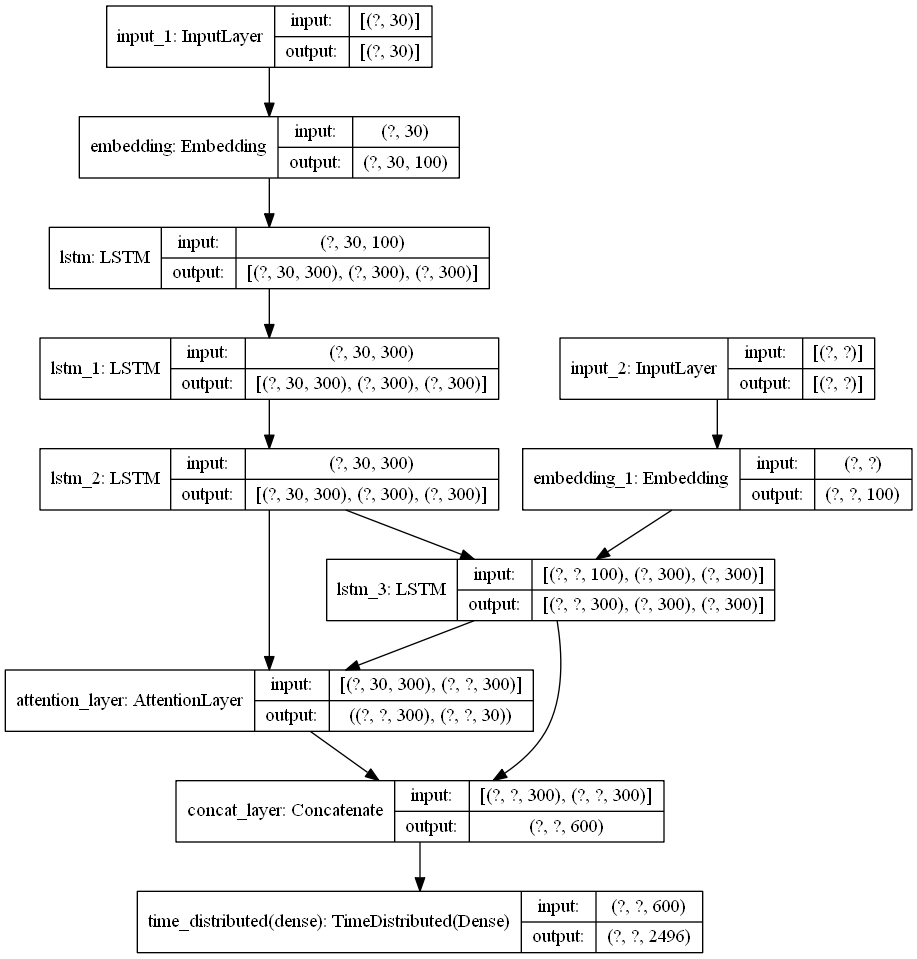 input_1: InputLayer
input: [(?, 30)]
output: [(?, 30)]
embedding: Embedding
input: (?, 30)
output: (?, 30, 100)
lstm: LSTM
input: (?, 30, 100)
output: [(?, 30, 300), (?, 300), (?, 300)]
lstm_1: LSTM
input: (?, 30, 300)
output: [(?, 30, 300), (?, 300), (?, 300)]
input_2: InputLayer
input: [(?, ?)]
output: [(?, ?)]
lstm_2: LSTM
input: (?, 30, 300)
output: [(?, 30, 300), (?, 300), (?, 300)]
embedding_1: Embedding
input: (?, ?)
output: (?, ?, 100)
lstm_3: LSTM
input: [(?, ?, 100), (?, 300), (?, 300)]
output: [(?, ?, 300), (?, 300), (?, 300)]
attention_layer: AttentionLayer
input: [(?, 30, 300), (?, ?, 300)]
output: ((?, ?, 300), (?, ?, 30))
concat_layer: Concatenate
input: [(?, ?, 300), (?, ?, 300)]
output: (?, ?, 600)
time_distributed(dense): TimeDistributed(Dense)
input: (?, ?, 600)
output: (?, ?, 2496)